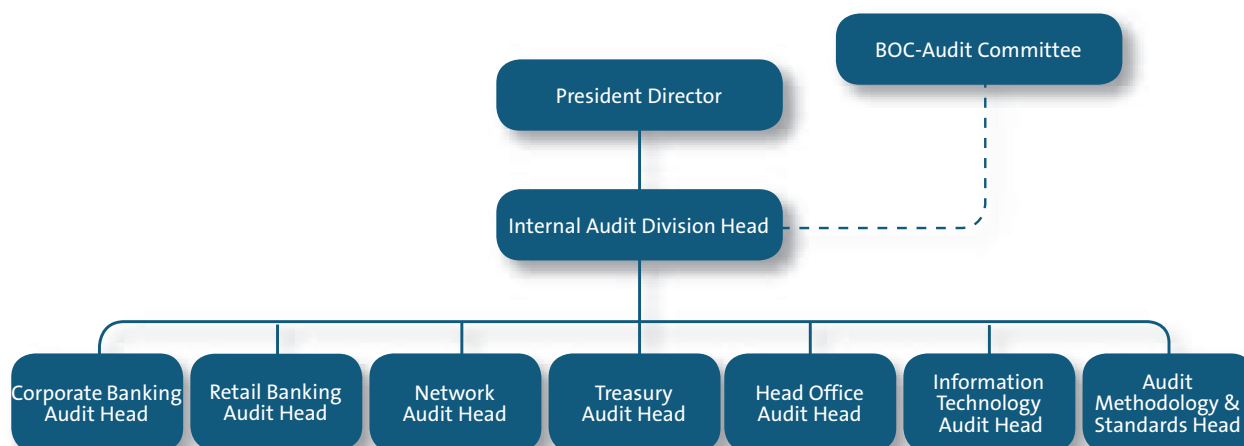 BOC-Audit Committee
President Director
Internal Audit Division Head
Corporate Banking
Audit Head
Retail Banking
Audit Head
Network
Audit Head
Treasury
Audit Head
Head Office
Audit Head
Information
Technology
Audit Head
Audit
Methodology &
Standards Head